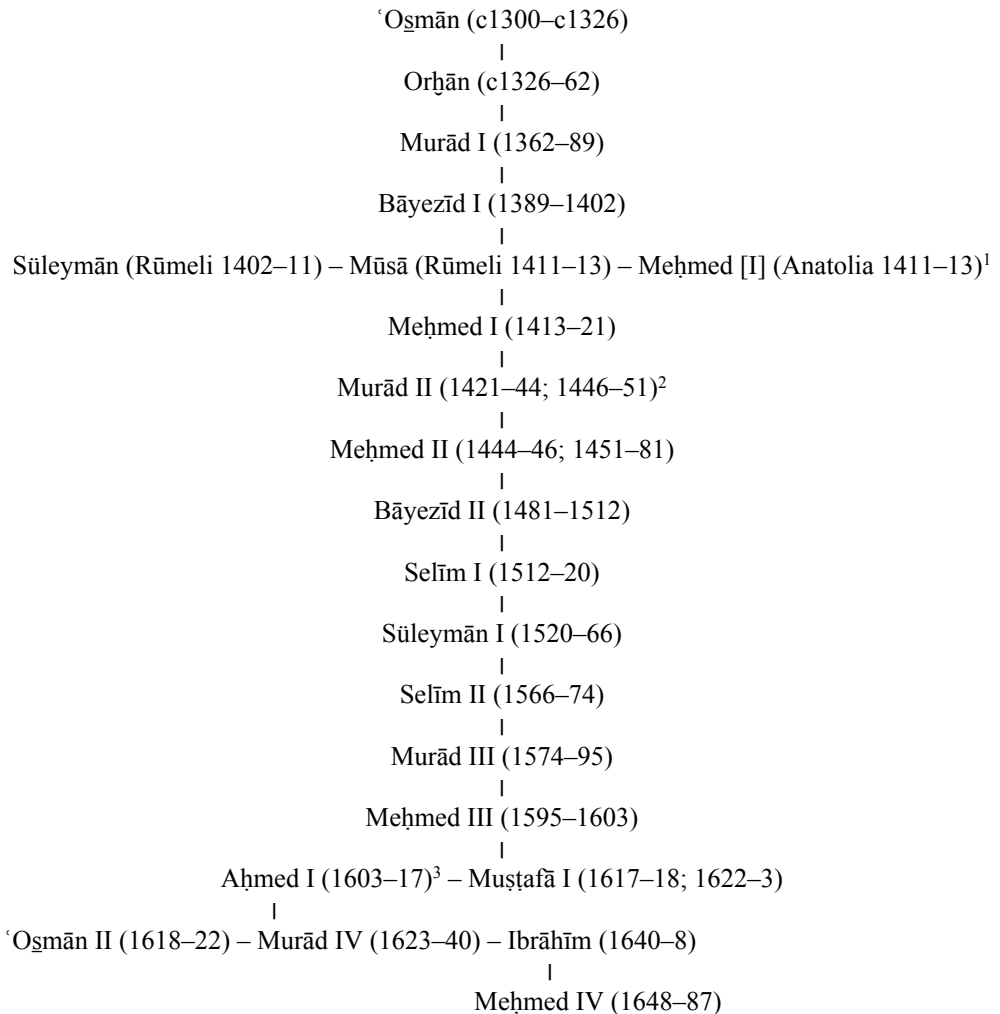 ʿOs̱mān (c1300–c1326)
Orḫān (c1326–62)
Murād I (1362–89)
Bāyezīd I (1389–1402)
Süleymān (Rūmeli 1402–11) – Mūsā (Rūmeli 1411–13) – Meḥmed [I] (Anatolia 1411–13)¹
Meḥmed I (1413–21)
Murād II (1421–44; 1446–51)²
Meḥmed II (1444–46; 1451–81)
Bāyezīd II (1481–1512)
Selīm I (1512–20)
Süleymān I (1520–66)
Selīm II (1566–74)
Murād III (1574–95)
Meḥmed III (1595–1603)
Aḥmed I (1603–17)³ – Muṣṭafā I (1617–18; 1622–3)
ʿOs̱mān II (1618–22) – Murād IV (1623–40) – Ibrāhīm (1640–8)
Meḥmed IV (1648–87)